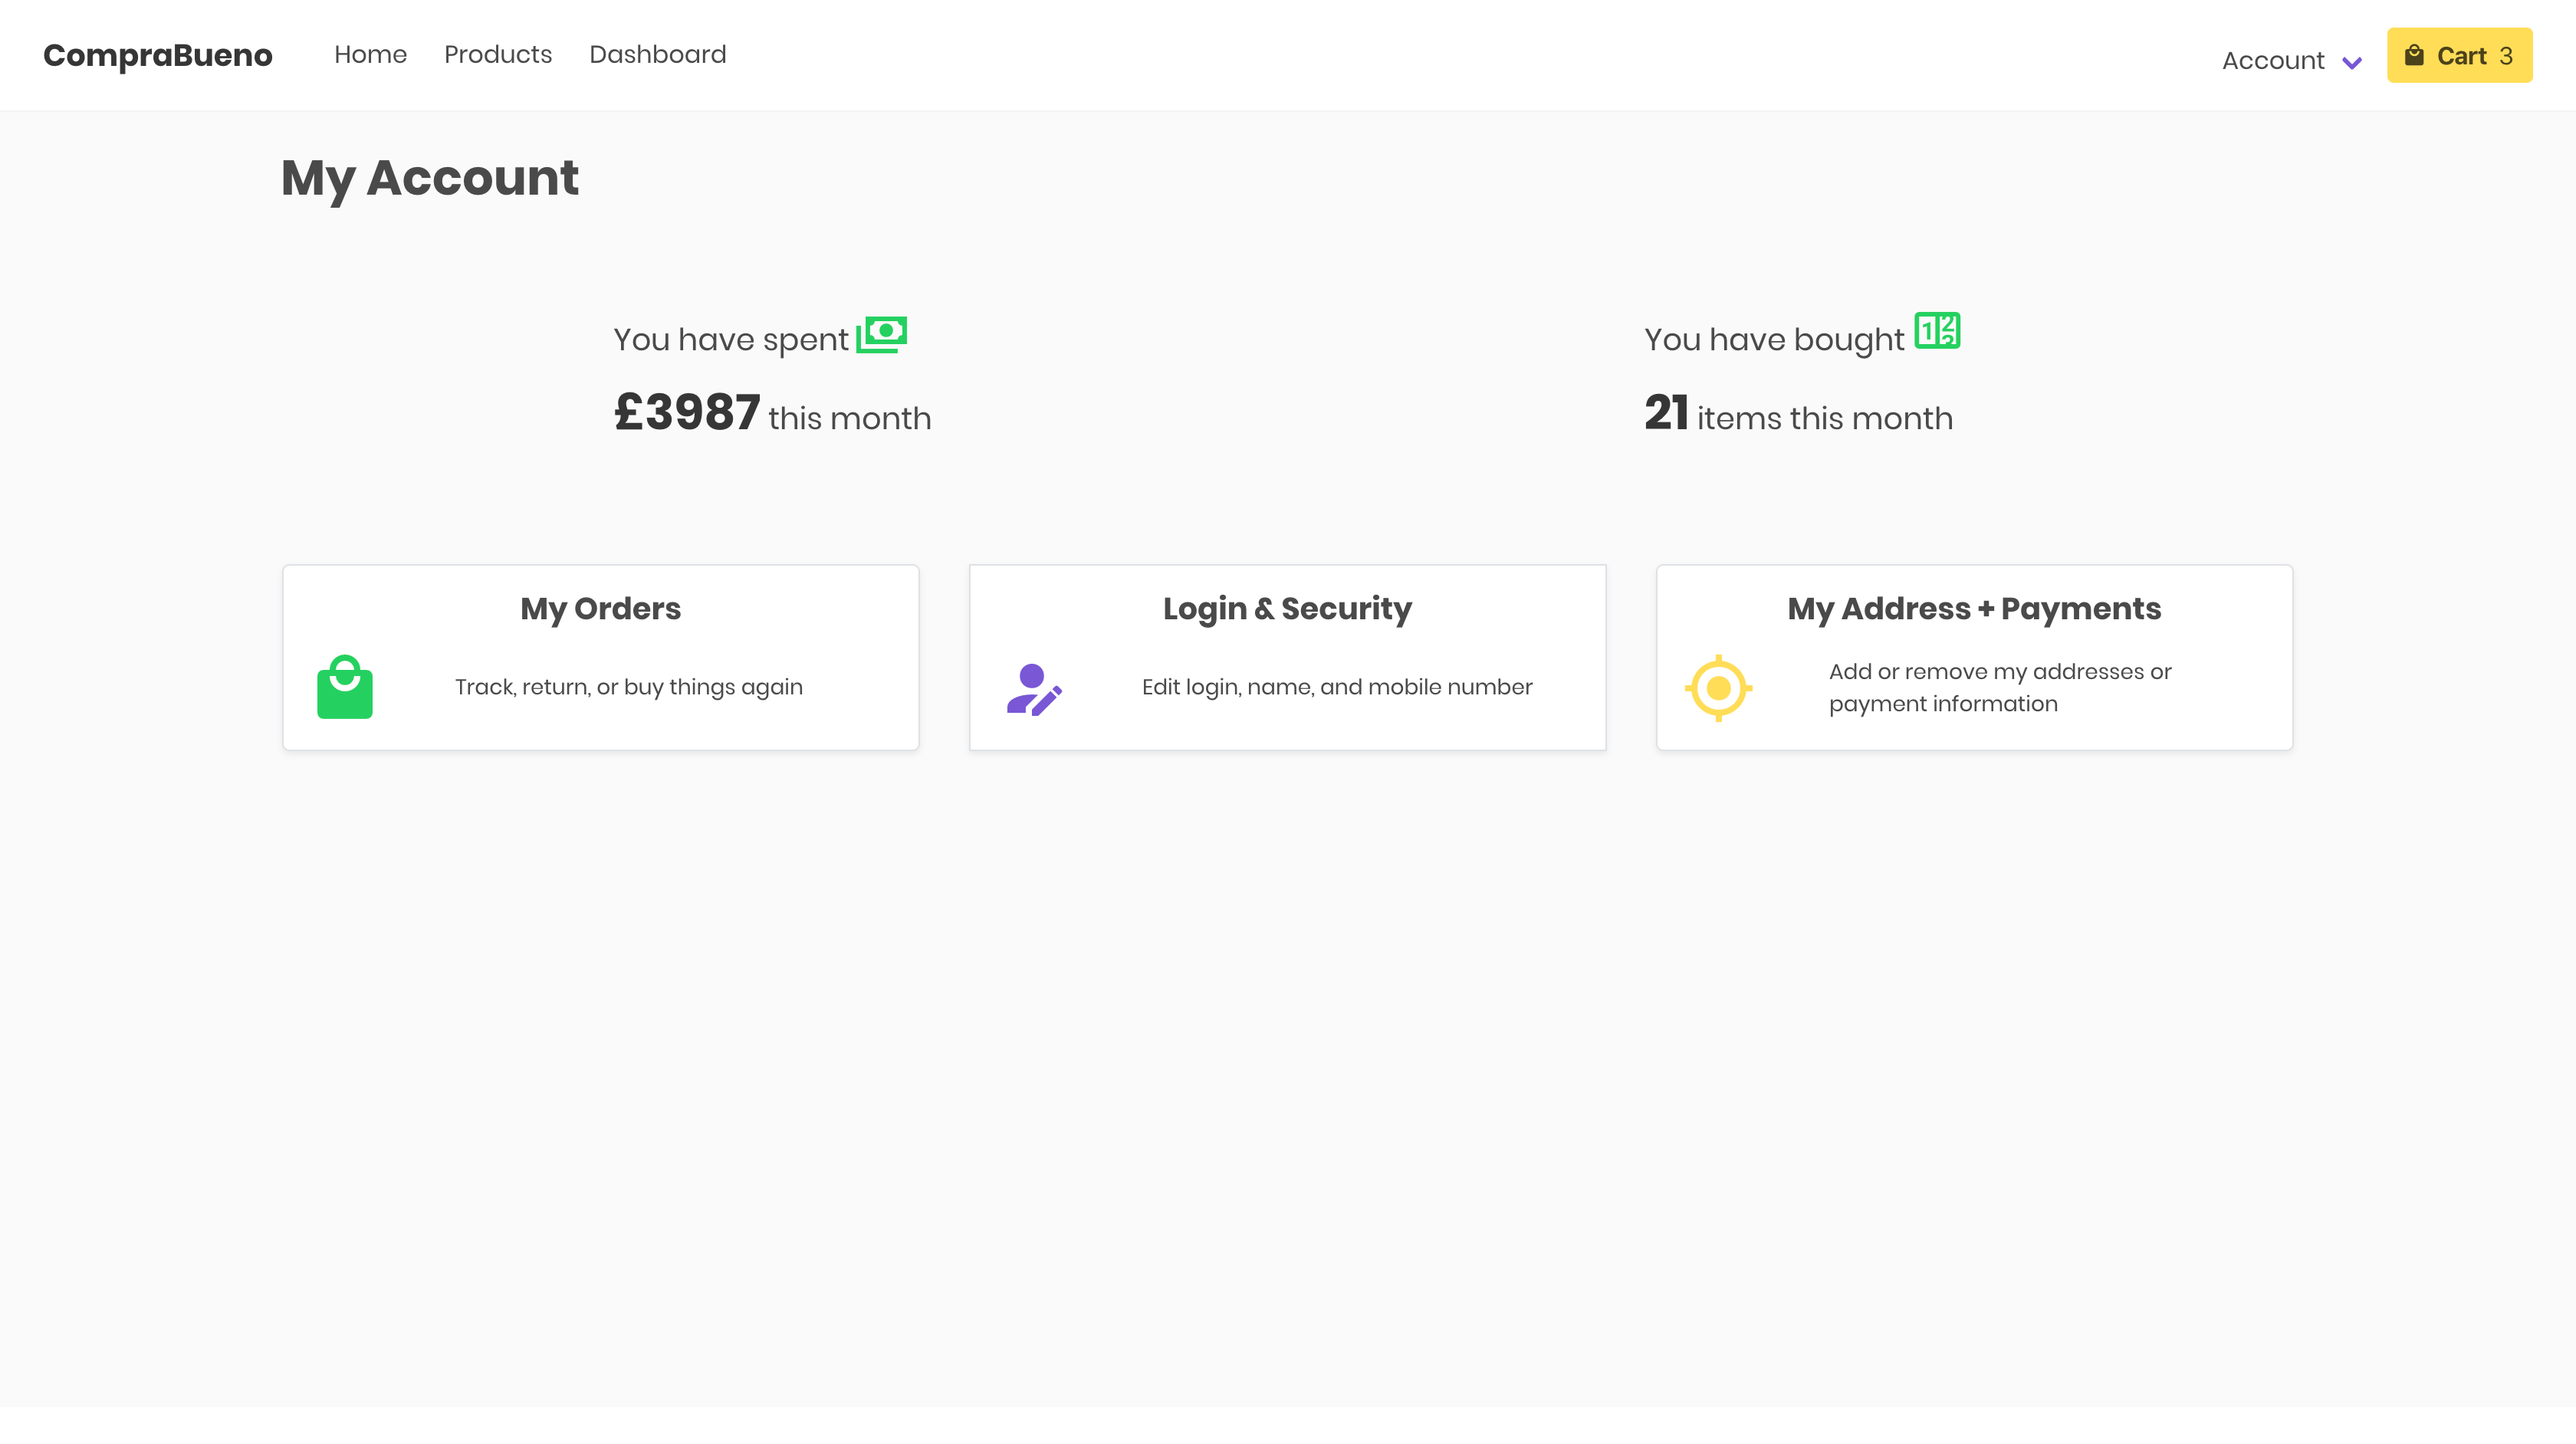 CompraBueno Home Products Dashboard Account Cart 3
My Account
You have spent
£3987 this month
You have bought
21 items this month
My Orders
Track, return, or buy things again
Login & Security
Edit login, name, and mobile number
My Address + Payments
Add or remove my addresses or
payment information